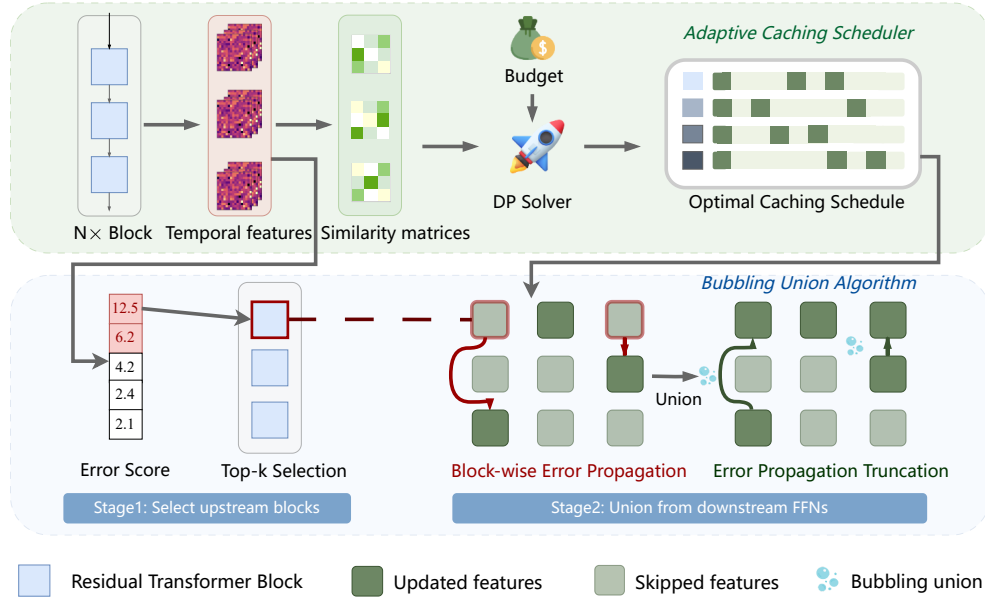 Adaptive Caching Scheduler
Budget
DP Solver
Optimal Caching Schedule
N× Block
Temporal features
Similarity matrices
Bubbling Union Algorithm
12.5
6.2
4.2
2.4
2.1
Union
Error Score
Top-k Selection
Block-wise Error Propagation
Error Propagation Truncation
Stage1: Select upstream blocks
Stage2: Union from downstream FFNs
Residual Transformer Block
Updated features
Skipped features
Bubbling union